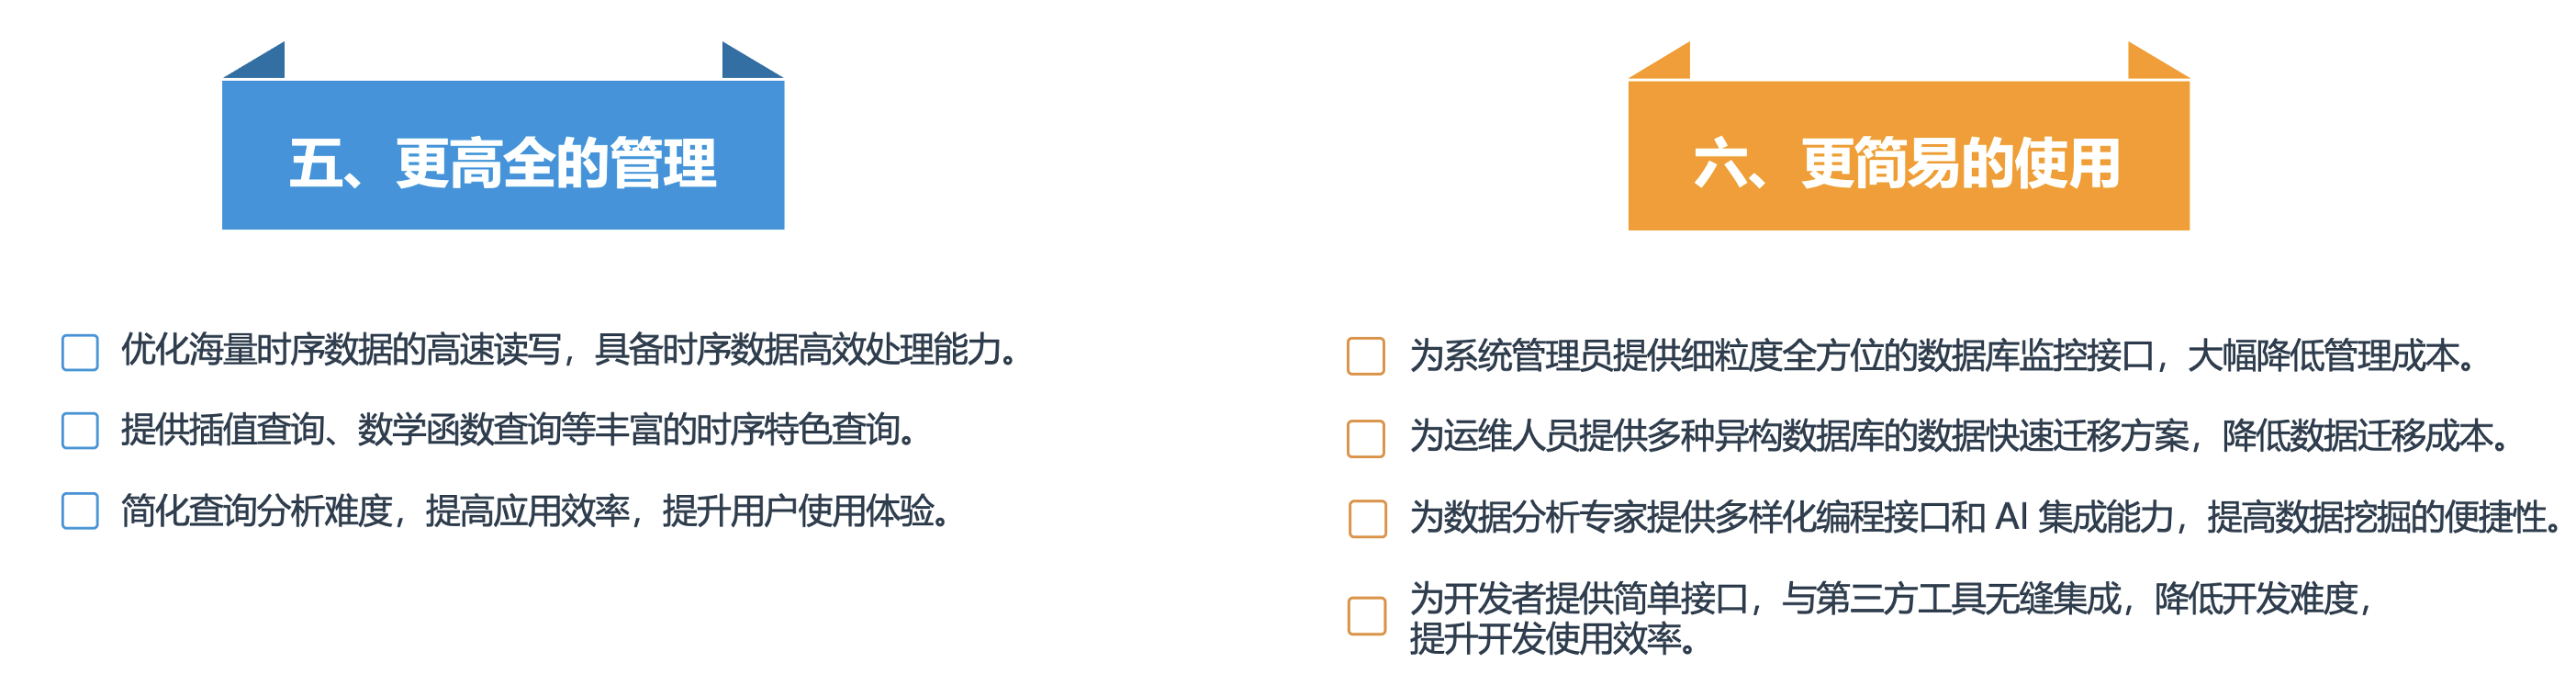 五、更高全的管理
优化海量时序数据的高速读写，具备时序数据高效处理能力。
提供插值查询、数学函数查询等丰富的时序特色查询。
简化查询分析难度，提高应用效率，提升用户使用体验。
六、更简易的使用
为系统管理员提供细粒度全方位的数据库监控接口，大幅降低管理成本。
为运维人员提供多种异构数据库的数据快速迁移方案，降低数据迁移成本。
为数据分析专家提供多样化编程接口和 AI 集成能力，提高数据挖掘的便捷性。
为开发者提供简单接口，与第三方工具无缝集成，降低开发难度，
提升开发使用效率。